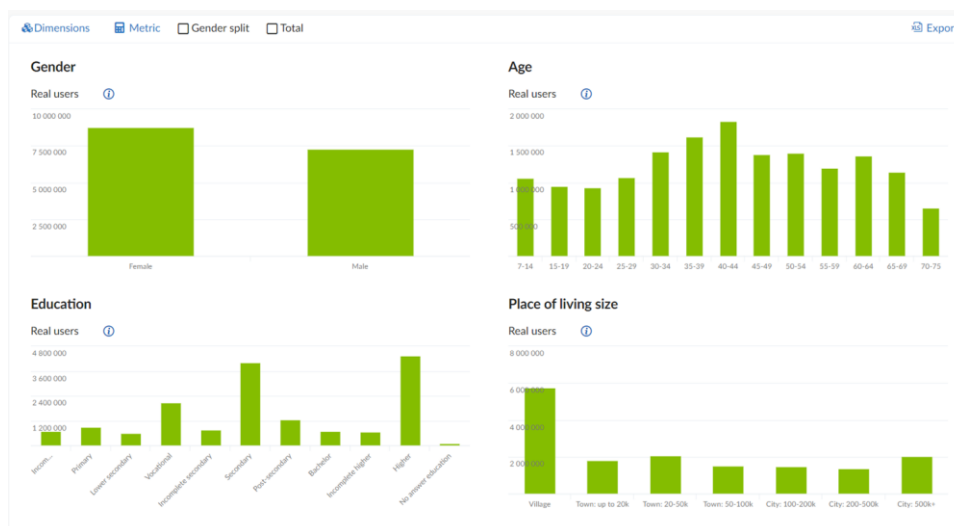 Dimensions Metric Gender split Total Expor
Gender
Real users
10 000 000
7 500 000
5 000 000
2 500 000
Female Male
Age
Real users
2 000 000
1 500 000
1 000 000
500 000
7-14 15-19 20-24 25-29 30-34 35-39 40-44 45-49 50-54 55-59 60-64 65-69 70-75
Education
Real users
4 800 000
3 600 000
2 400 000
1 200 000
Incom... Primary Lower secondary Vocational Incomplete secondary Secondary Post-secondary Bachelor Incomplete higher Higher No answer education
Place of living size
Real users
8 000 000
6 000 000
4 000 000
2 000 000
Village Town: up to 20k Town: 20-50k Town: 50-100k City: 100-200k City: 200-500k City: 500k+